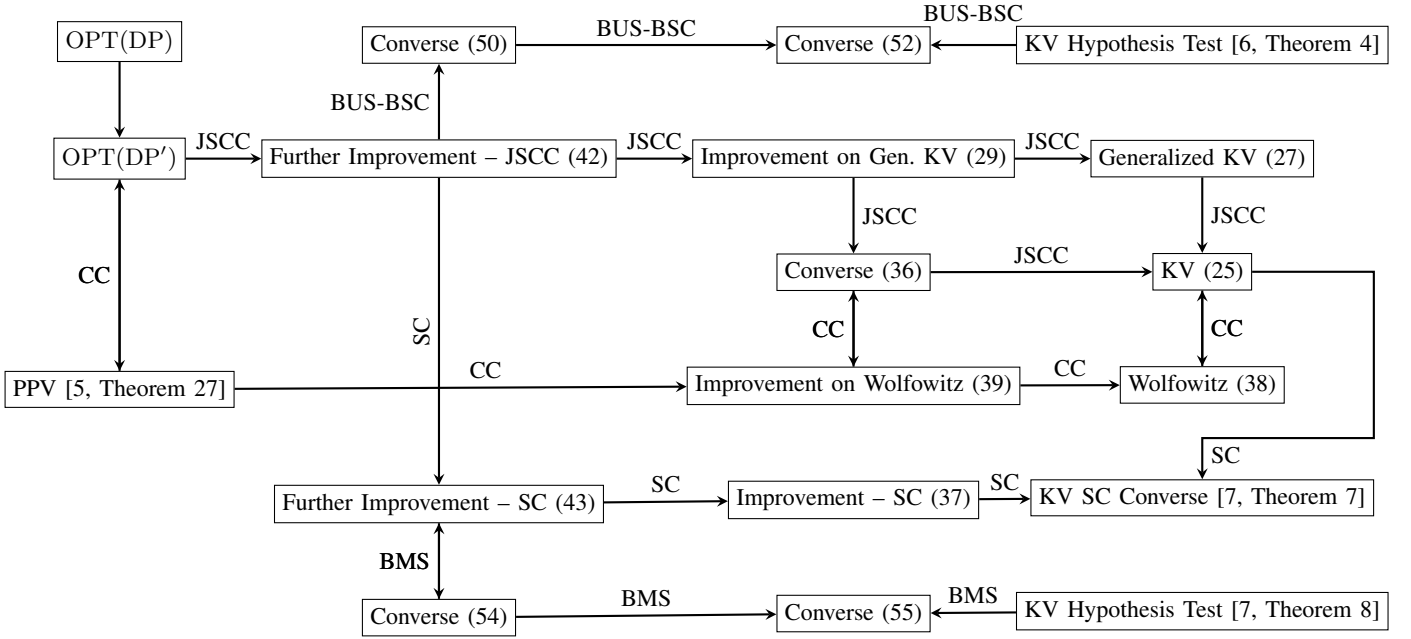 OPT(DP)
Converse (50)
BUS-BSC
Converse (52)
BUS-BSC
KV Hypothesis Test [6, Theorem 4]
BUS-BSC
OPT(DP′)
JSCC
Further Improvement – JSCC (42)
JSCC
Improvement on Gen. KV (29)
JSCC
Generalized KV (27)
JSCC
JSCC
CC
Converse (36)
JSCC
KV (25)
SC
CC
CC
PPV [5, Theorem 27]
CC
Improvement on Wolfowitz (39)
CC
Wolfowitz (38)
SC
Further Improvement – SC (43)
SC
Improvement – SC (37)
SC
KV SC Converse [7, Theorem 7]
BMS
Converse (54)
BMS
Converse (55)
BMS
KV Hypothesis Test [7, Theorem 8]